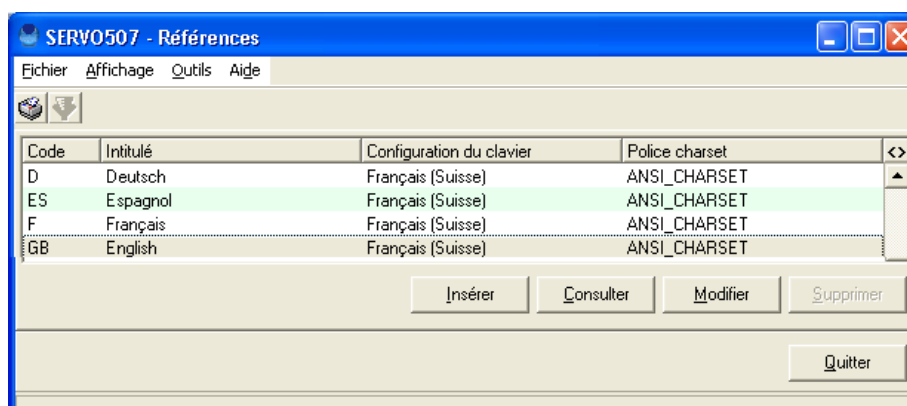 SERVO507 - Références
Fichier Affichage Outils Aide
Code Intitulé Configuration du clavier Police charset <>
D Deutsch Français (Suisse) ANSI_CHARSET
ES Espagnol Français (Suisse) ANSI_CHARSET
F Français Français (Suisse) ANSI_CHARSET
GB English Français (Suisse) ANSI_CHARSET
Insérer Consulter Modifier Supprimer
Quitter